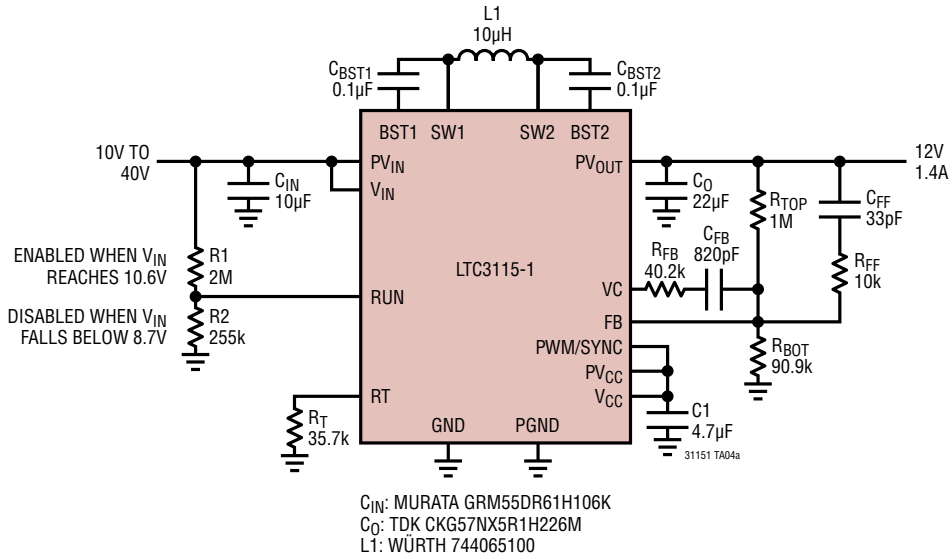 L1
10µH
CBST1
0.1µF
CBST2
0.1µF
BST1 SW1 SW2 BST2
10V TO
40V
PVIN
VIN
CIN
10µF
PVOUT
12V
1.4A
CO
22µF
RTOP
1M
CFF
33pF
RFF
10k
ENABLED WHEN VIN
REACHES 10.6V
R1
2M
DISABLED WHEN VIN
FALLS BELOW 8.7V
R2
255k
RUN
LTC3115-1
RFB
40.2k
CFB
820pF
VC
FB
RBOT
90.9k
PWM/SYNC
PVCC
VCC
C1
4.7µF
RT
RT
35.7k
GND PGND
31151 TA04a
CIN: MURATA GRM55DR61H106K
CO: TDK CKG57NX5R1H226M
L1: WÜRTH 744065100